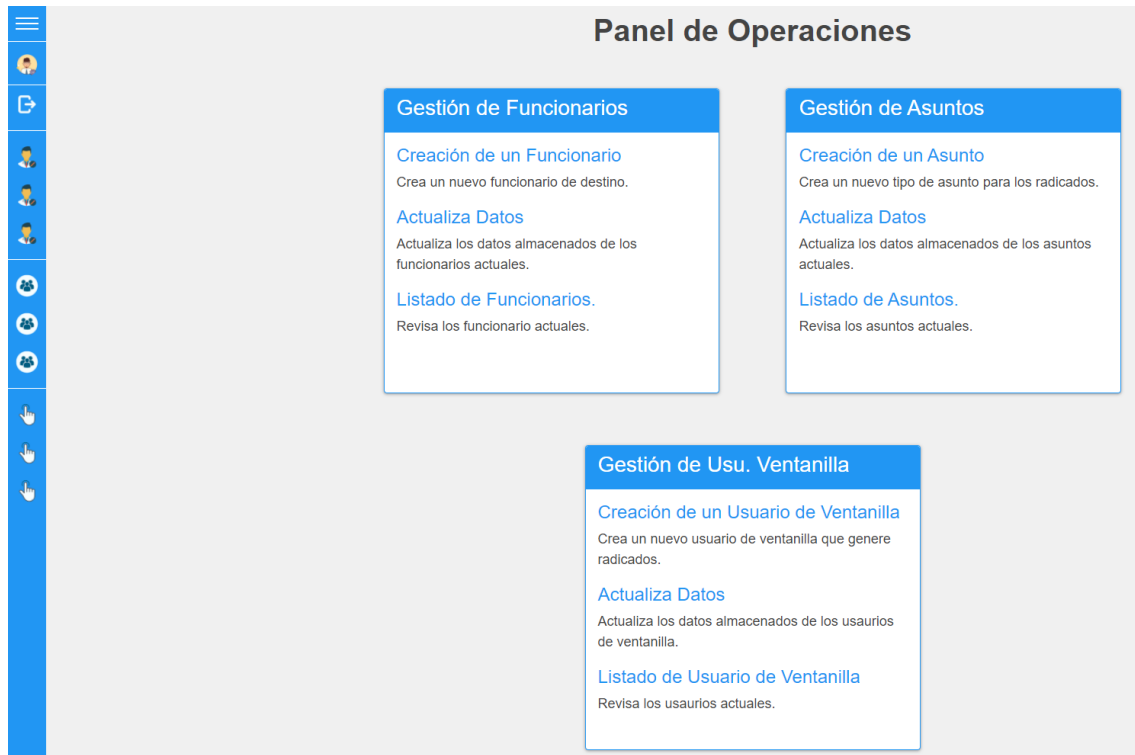 Panel de Operaciones
Gestión de Funcionarios
Creación de un Funcionario
Crea un nuevo funcionario de destino.
Actualiza Datos
Actualiza los datos almacenados de los
funcionarios actuales.
Listado de Funcionarios.
Revisa los funcionario actuales.
Gestión de Asuntos
Creación de un Asunto
Crea un nuevo tipo de asunto para los radicados.
Actualiza Datos
Actualiza los datos almacenados de los asuntos
actuales.
Listado de Asuntos.
Revisa los asuntos actuales.
Gestión de Usu. Ventanilla
Creación de un Usuario de Ventanilla
Crea un nuevo usuario de ventanilla que genere
radicados.
Actualiza Datos
Actualiza los datos almacenados de los usaurios
de ventanilla.
Listado de Usuario de Ventanilla
Revisa los usaurios actuales.